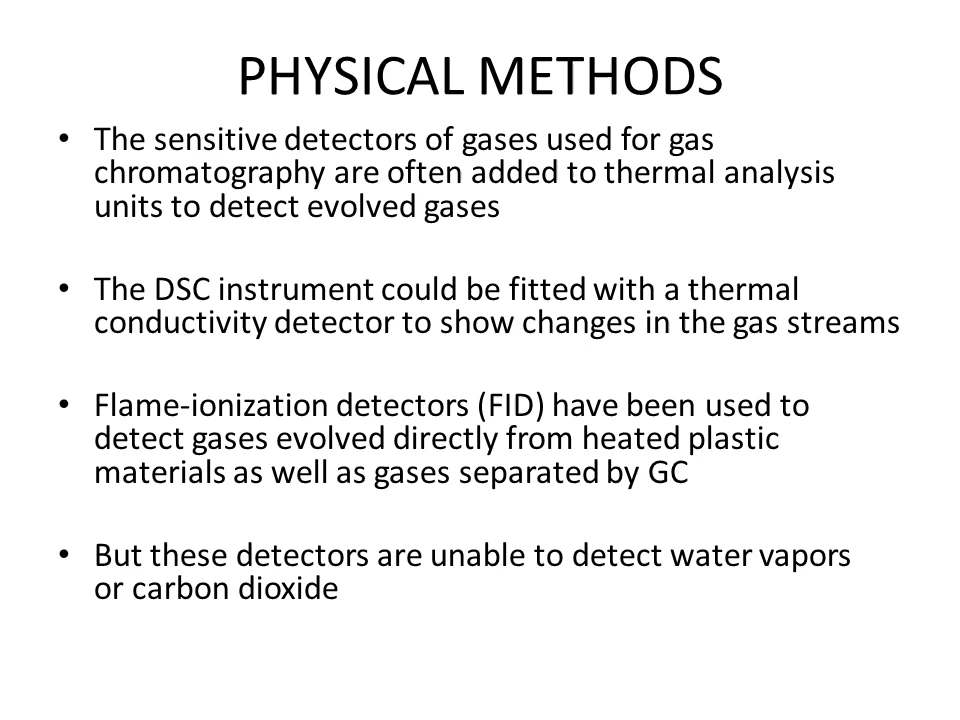 PHYSICAL METHODS
• The sensitive detectors of gases used for gas
chromatography are often added to thermal analysis
units to detect evolved gases
• The DSC instrument could be fitted with a thermal
conductivity detector to show changes in the gas streams
• Flame-ionization detectors (FID) have been used to
detect gases evolved directly from heated plastic
materials as well as gases separated by GC
• But these detectors are unable to detect water vapors
or carbon dioxide